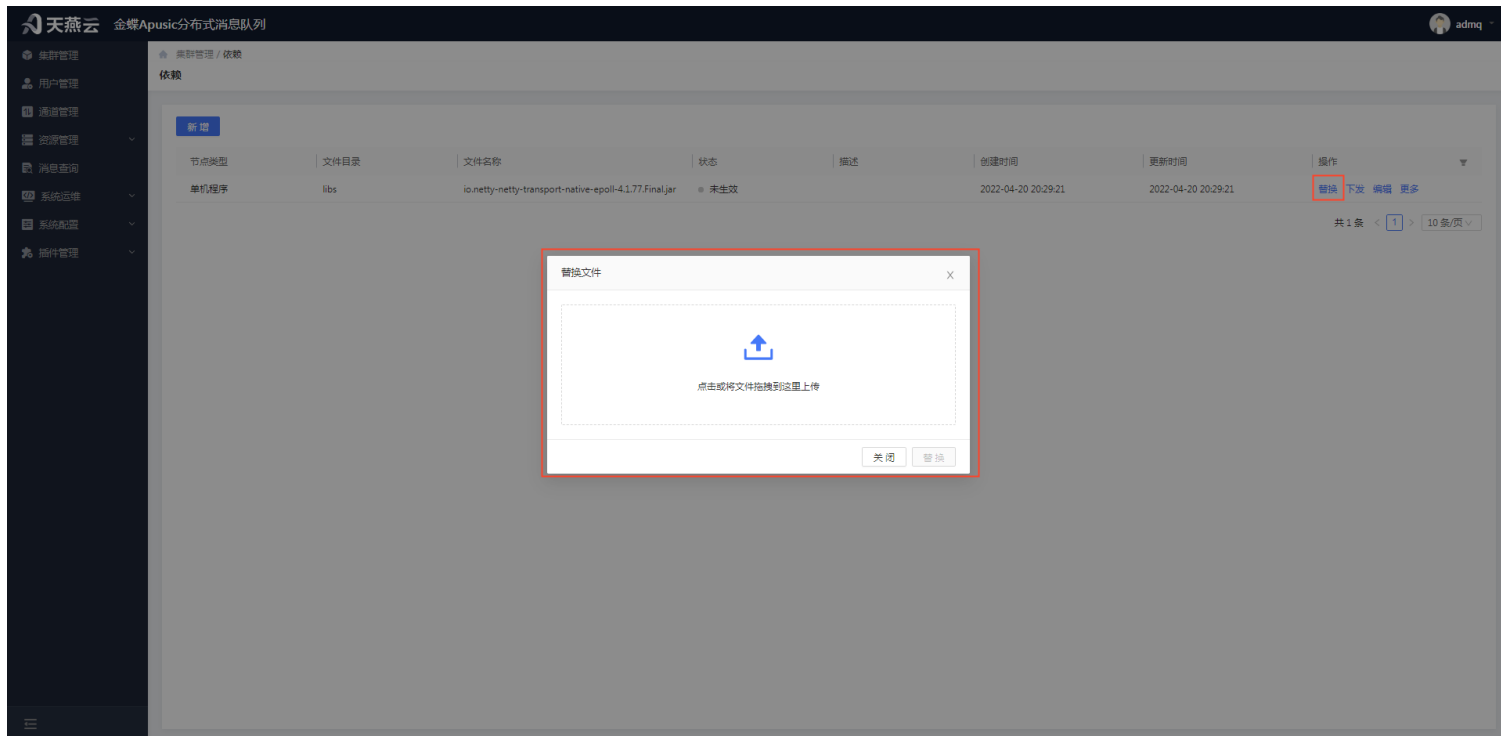 天燕云 金蝶Apusic分布式消息队列
admq
集群管理
用户管理
通道管理
资源管理
消息查询
系统运维
系统配置
插件管理
集群管理 / 依赖
依赖
新增
节点类型 文件目录 文件名称 状态 描述 创建时间 更新时间 操作
单机程序 libs io.netty-netty-transport-native-epoll-4.1.77.Final.jar 未生效 2022-04-20 20:29:21 2022-04-20 20:29:21 替换 下发 编辑 更多
共 1 条 < 1 > 10 条/页
替换文件 X
点击或将文件拖拽到这里上传
关闭 替换